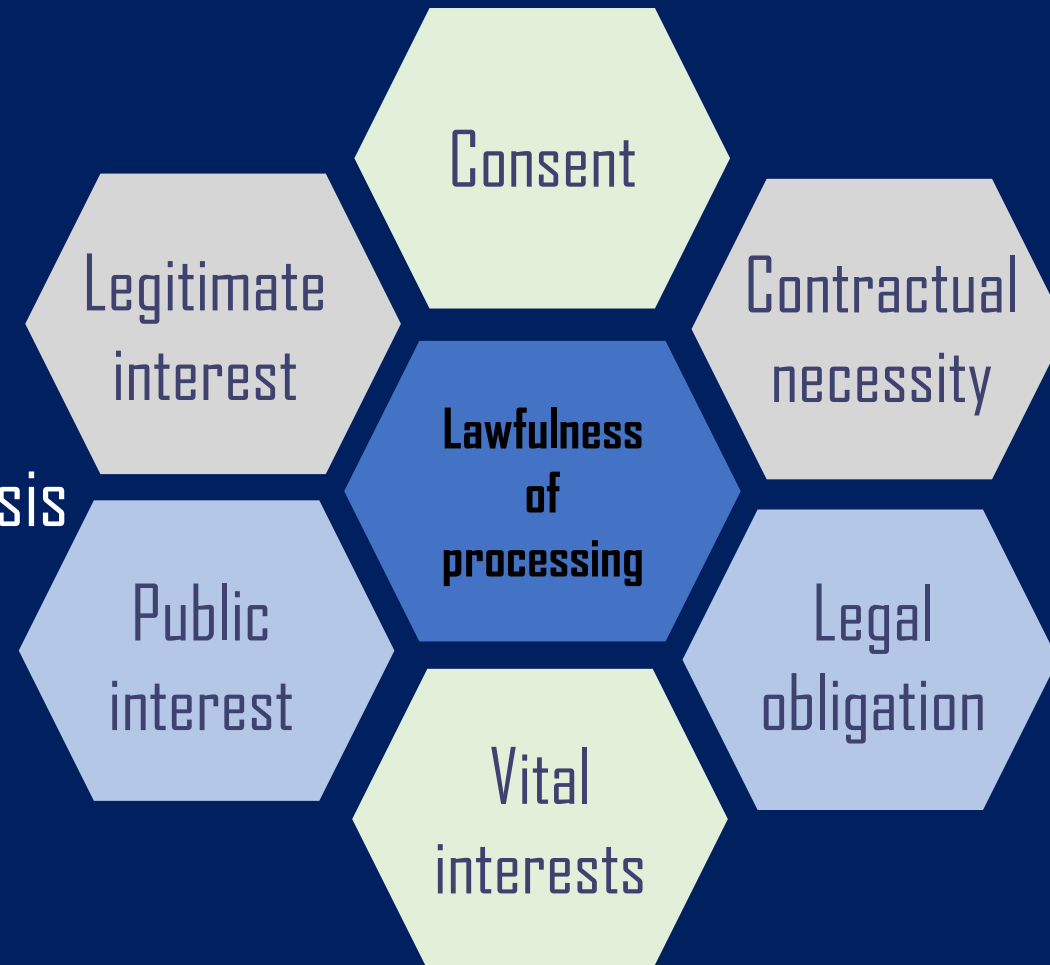 Consent
Legitimate
interest
Contractual
necessity
Lawfulness
of
processing
sis
Public
interest
Legal
obligation
Vital
interests